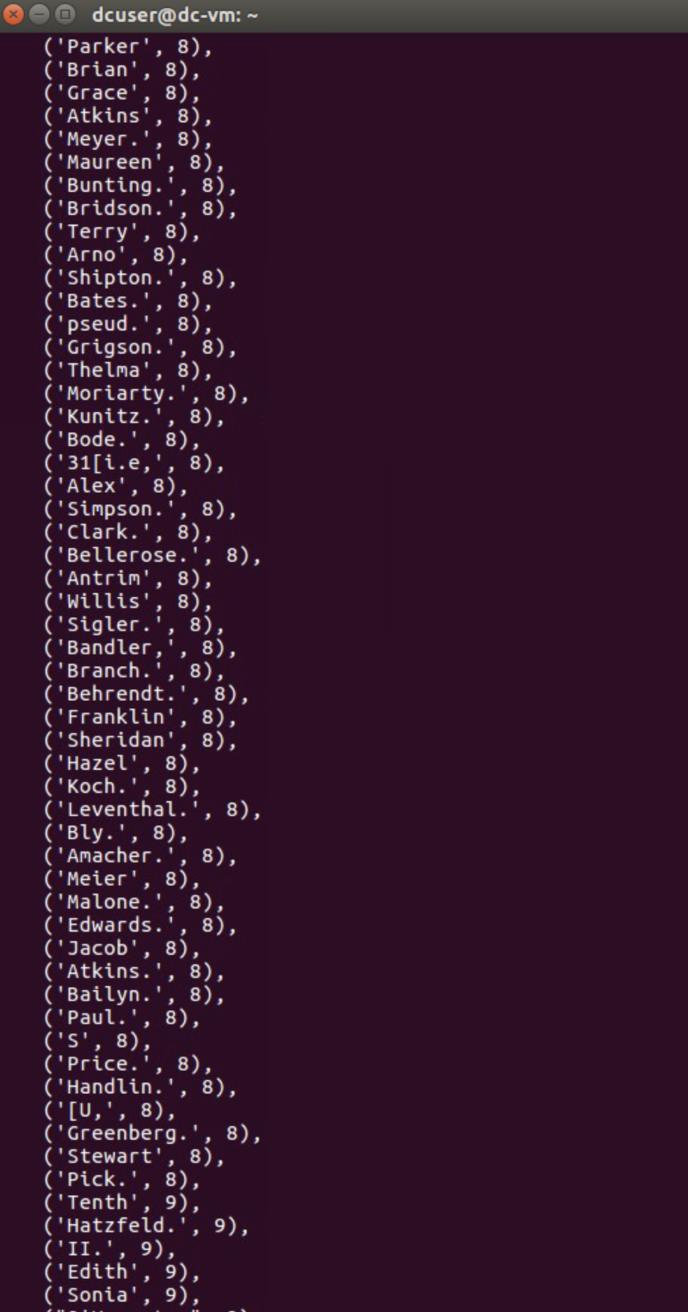 dcuser@dc-vm: ~
('Parker', 8),
('Brian', 8),
('Grace', 8),
('Atkins', 8),
('Meyer.', 8),
('Maureen', 8),
('Bunting.', 8),
('Bridson.', 8),
('Terry', 8),
('Arno', 8),
('Shipton.', 8),
('Bates.', 8),
('pseud.', 8),
('Grigson.', 8),
('Thelma', 8),
('Moriarty.', 8),
('Kunitz.', 8),
('Bode.', 8),
('31[i.e,', 8),
('Alex', 8),
('Simpson.', 8),
('Clark.', 8),
('Bellerose.', 8),
('Antrim', 8),
('Willis', 8),
('Sigler.', 8),
('Bandler,', 8),
('Branch.', 8),
('Behrendt.', 8),
('Franklin', 8),
('Sheridan', 8),
('Hazel', 8),
('Koch.', 8),
('Leventhal.', 8),
('Bly.', 8),
('Amacher.', 8),
('Meier', 8),
('Malone.', 8),
('Edwards.', 8),
('Jacob', 8),
('Atkins.', 8),
('Bailyn.', 8),
('Paul.', 8),
('S', 8),
('Price.', 8),
('Handlin.', 8),
('[U,', 8),
('Greenberg.', 8),
('Stewart', 8),
('Pick.', 8),
('Tenth', 9),
('Hatzfeld.', 9),
('II.', 9),
('Edith', 9),
('Sonia', 9),